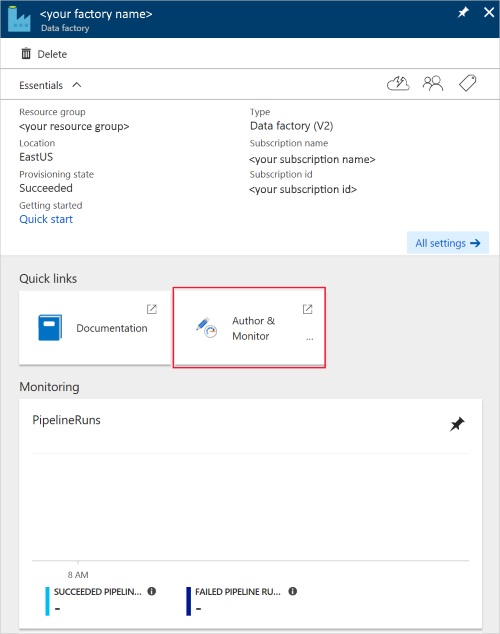 <your factory name>
Data factory
Delete
Essentials
Resource group
<your resource group>
Type
Data factory (V2)
Location
EastUS
Subscription name
<your subscription name>
Provisioning state
Succeeded
Subscription id
<your subscription id>
Getting started
Quick start
All settings
Quick links
Documentation
Author &
Monitor
...
Monitoring
PipelineRuns
8 AM
SUCCEEDED PIPELIN...
FAILED PIPELINE RU...
--
--